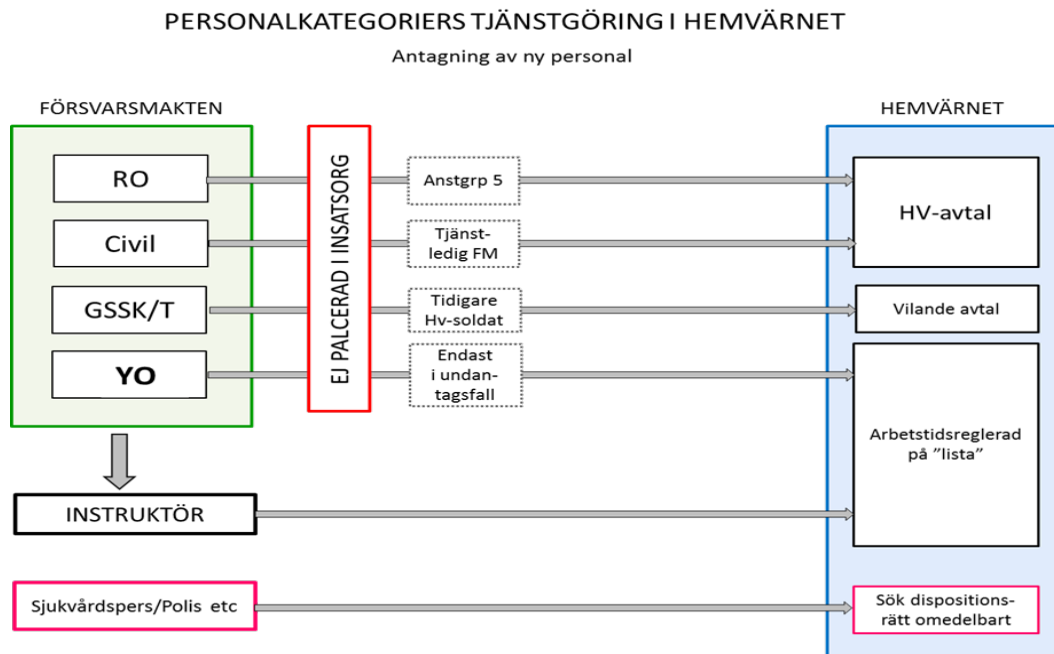 PERSONALKATEGORIERS TJÄNSTGÖRING I HEMVÄRNET
Antagning av ny personal
FÖRSVARSMAKTEN
HEMVÄRNET
RO
Civil
GSSK/T
YO
EJ PALCERAD I INSATSORG
Anstgrp 5
Tjänst-
ledig FM
Tidigare
Hv-soldat
Endast
i undan-
tagsfall
HV-avtal
Vilande avtal
Arbetstidsreglerad
på ”lista”
INSTRUKTÖR
Sjukvårdspers/Polis etc
Sök dispositions-
rätt omedelbart